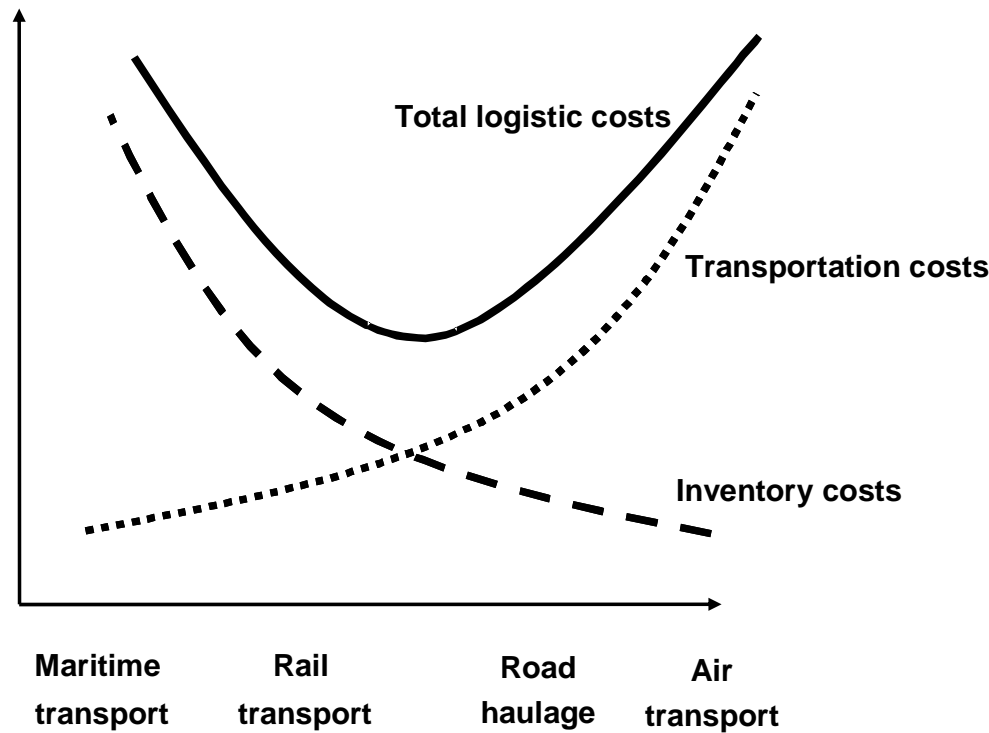 Total logistic costs
Transportation costs
Inventory costs
Maritime transport
Rail transport
Road haulage
Air transport